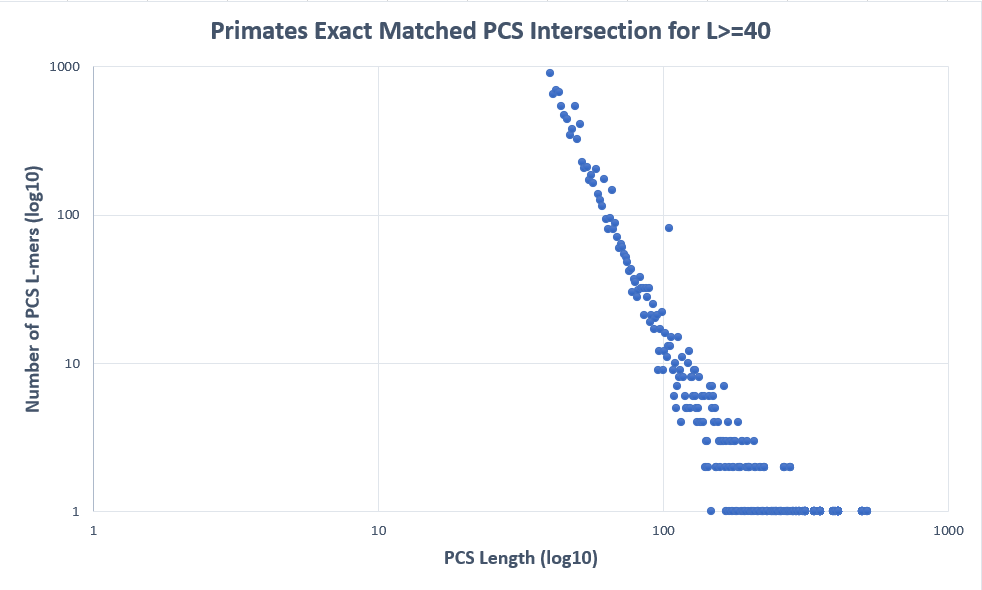 Primates Exact Matched PCS Intersection for L>=40
1000
100
10
1
Number of PCS L-mers (log10)
1
10
100
1000
PCS Length (log10)